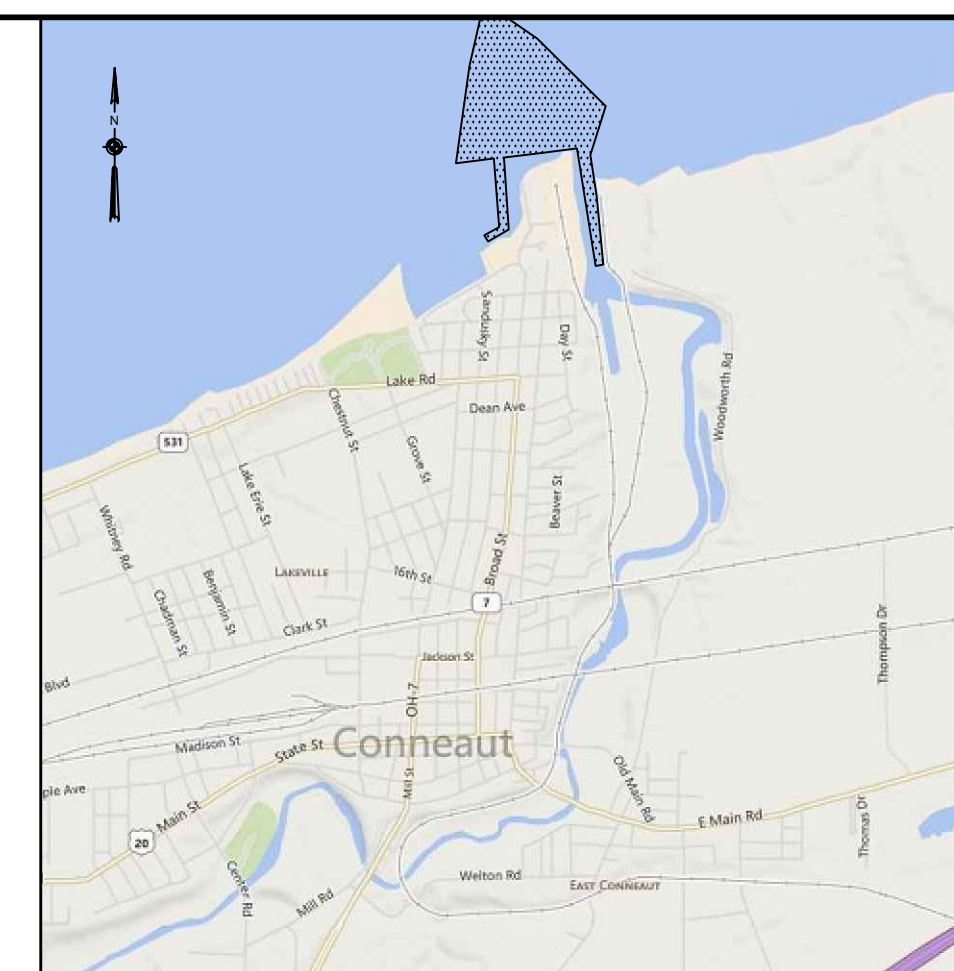 N
Sandusky St
Day St
Lake Rd
Woodworth Rd
Dean Ave
Chestnut St
531
Grove St
Lake Erie St
Beaver St
Whitney Rd
Broad St
LAKEVILLE
16th St
Benjamin St
Chadman St
7
Clark St
Thompson Dr
Jackson St
Blvd
OH-7
Madison St
State St
Conneaut
Old Main Rd
Mill St
ple Ave
Main St
E Main Rd
Thomas Dr
20
Center Rd
Welton Rd
EAST CONNEAUT
Mill Rd